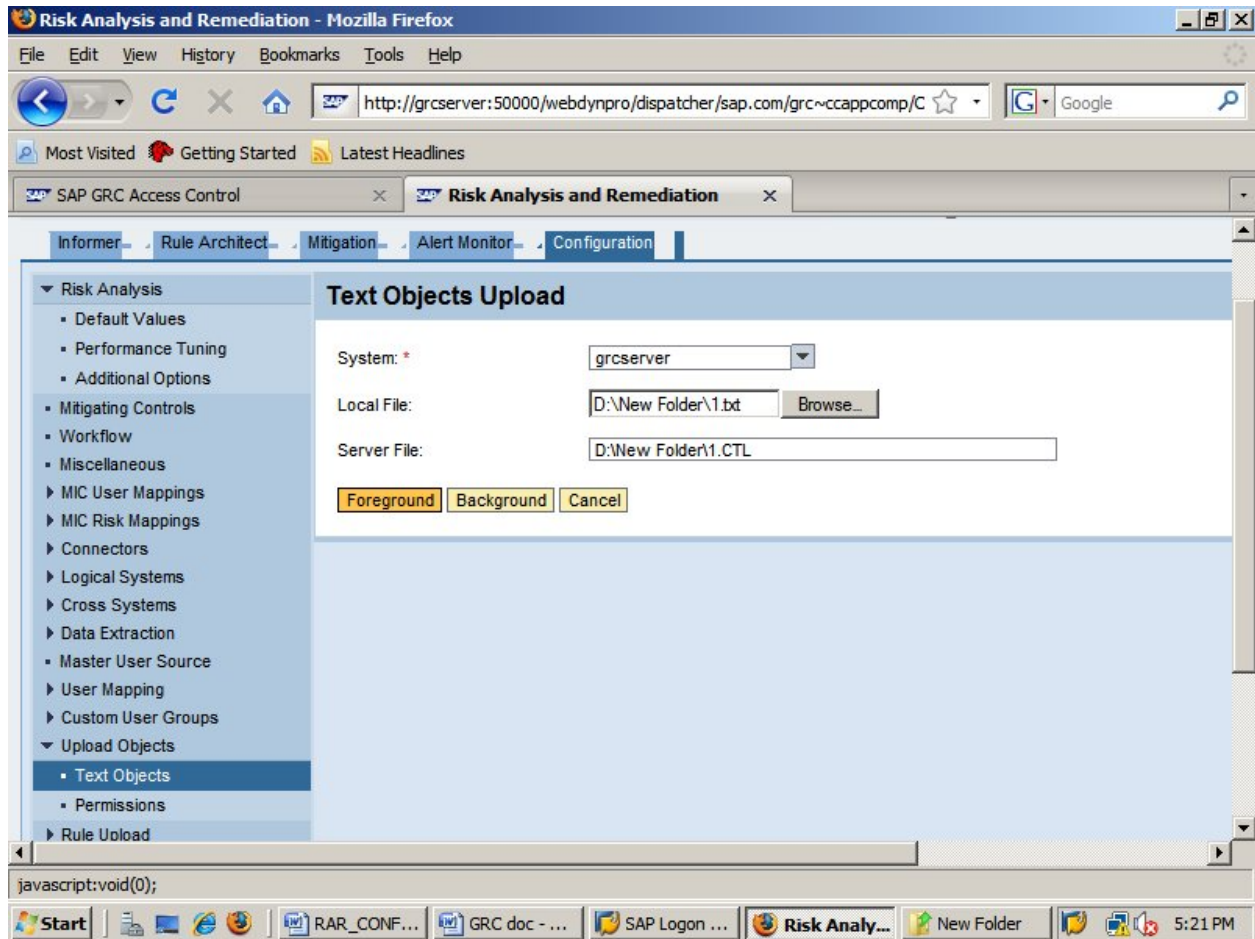 Risk Analysis and Remediation - Mozilla Firefox
File Edit View History Bookmarks Tools Help
http://grcserver:50000/webdynpro/dispatcher/sap.com/grc~ccappcomp/C
G Google
Most Visited Getting Started Latest Headlines
SAP SAP GRC Access Control
SAP Risk Analysis and Remediation
Informer Rule Architect Mitigation Alert Monitor Configuration
Risk Analysis
Default Values
Performance Tuning
Additional Options
Mitigating Controls
Workflow
Miscellaneous
MIC User Mappings
MIC Risk Mappings
Connectors
Logical Systems
Cross Systems
Data Extraction
Master User Source
User Mapping
Custom User Groups
Upload Objects
Text Objects
Permissions
Rule Upload
Text Objects Upload
System: * grcserver
Local File: D:\New Folder\1.txt Browse...
Server File: D:\New Folder\1.CTL
Foreground Background Cancel
javascript:void(0);
Start RAR_CONF... GRC doc - ... SAP Logon ... Risk Analy... New Folder 5:21 PM